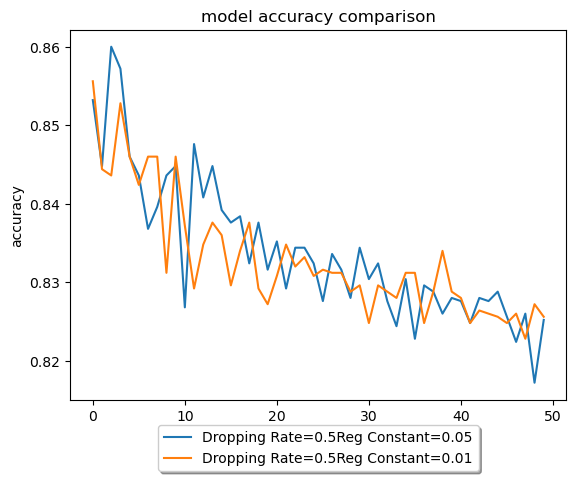 model accuracy comparison
0.86
0.85
0.84
0.83
0.82
accuracy
0 10 20 30 40 50
Dropping Rate=0.5Reg Constant=0.05
Dropping Rate=0.5Reg Constant=0.01